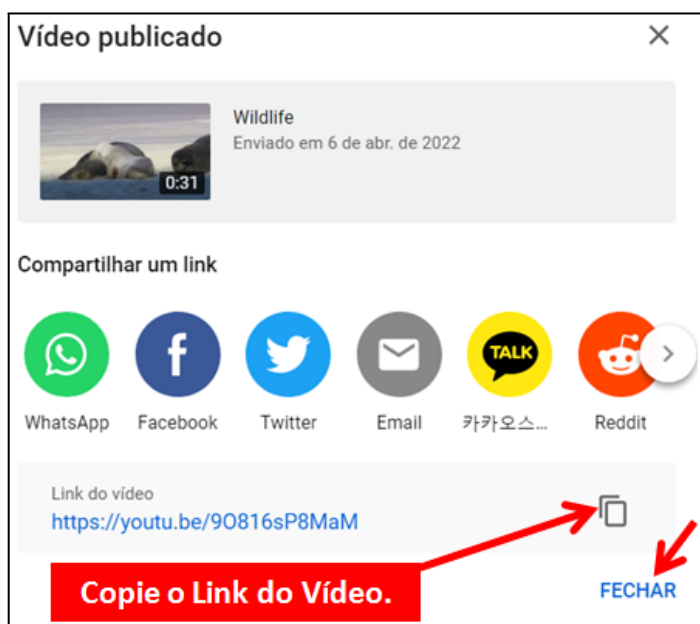 Vídeo publicado
Wildlife
Enviado em 6 de abr. de 2022
0:31
Compartilhar um link
TALK
WhatsApp
Facebook
Twitter
Email
카카오스...
Reddit
Link do vídeo
https://youtu.be/9O816sP8MaM
Copie o Link do Vídeo.
FECHAR